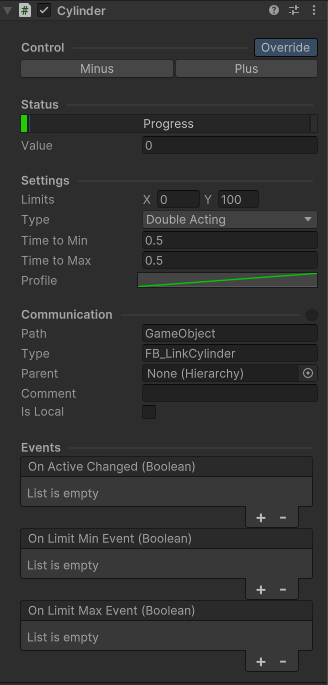 Cylinder
Control Override
Minus Plus
Status
Progress
Value 0
Settings
Limits X 0 Y 100
Type Double Acting
Time to Min 0.5
Time to Max 0.5
Profile
Communication
Path GameObject
Type FB_LinkCylinder
Parent None (Hierarchy)
Comment
Is Local
Events
On Active Changed (Boolean)
List is empty
+ -
On Limit Min Event (Boolean)
List is empty
+ -
On Limit Max Event (Boolean)
List is empty
+ -